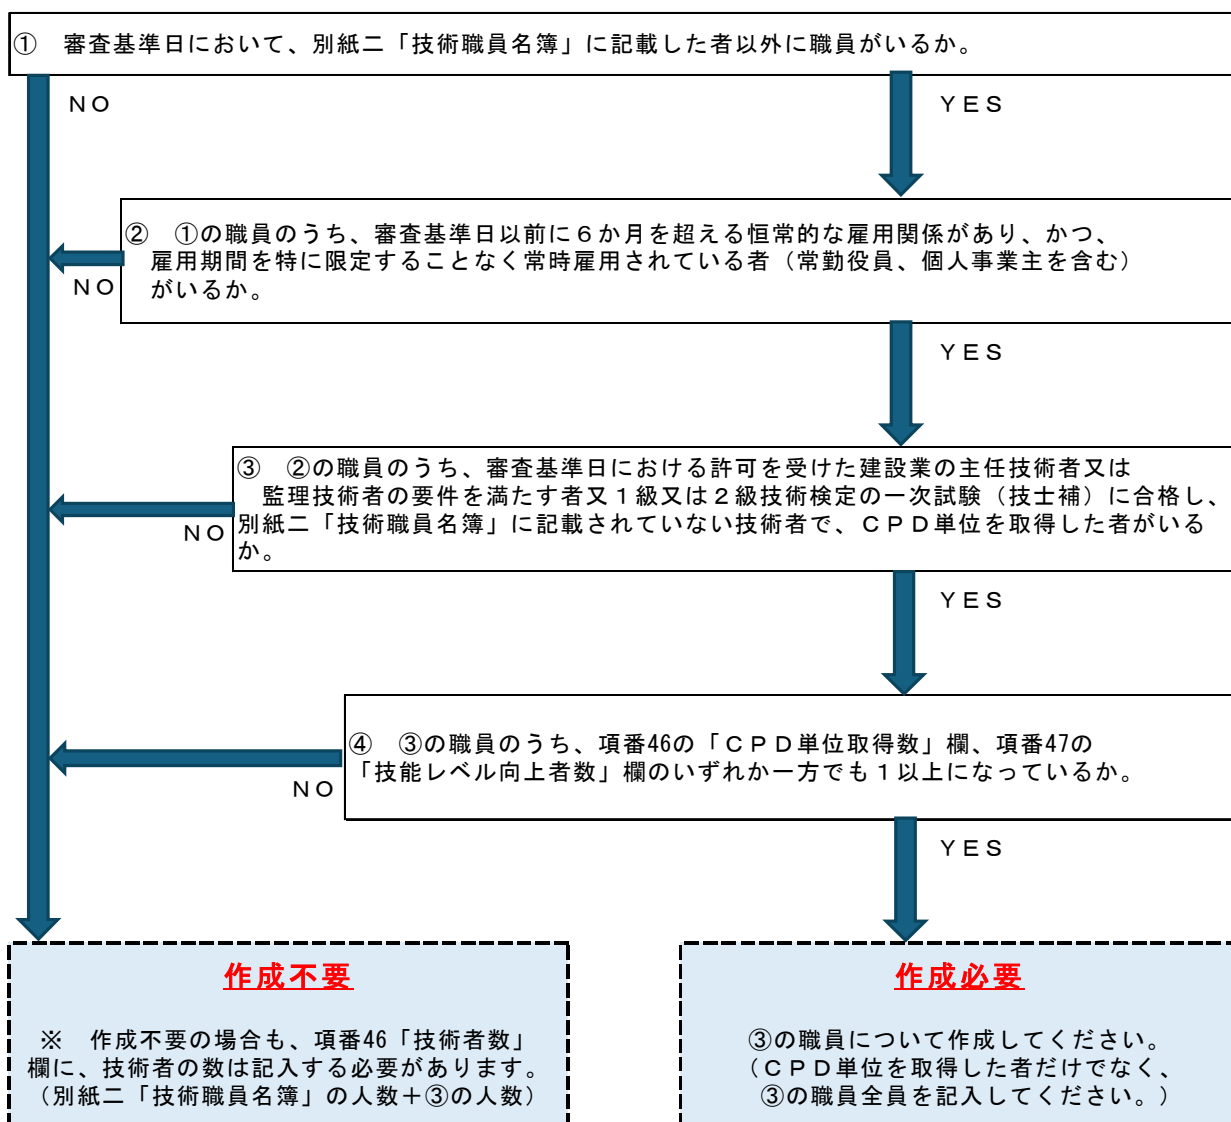 ① 審査基準日において、別紙二「技術職員名簿」に記載した者以外に職員がいるか。
ＮＯ
ＹＥＳ
② ①の職員のうち、審査基準日以前に６か月を超える恒常的な雇用関係があり、かつ、
雇用期間を特に限定することなく常時雇用されている者（常勤役員、個人事業主を含む）
がいるか。
ＮＯ
ＹＥＳ
③ ②の職員のうち、審査基準日における許可を受けた建設業の主任技術者又は
監理技術者の要件を満たす者又１級又は２級技術検定の一次試験（技士補）に合格し、
別紙二「技術職員名簿」に記載されていない技術者で、ＣＰＤ単位を取得した者がいる
か。
ＮＯ
ＹＥＳ
④ ③の職員のうち、項番46の「ＣＰＤ単位取得数」欄、項番47の
「技能レベル向上者数」欄のいずれか一方でも１以上になっているか。
ＮＯ
ＹＥＳ
作成不要
※ 作成不要の場合も、項番46「技術者数」
欄に、技術者の数は記入する必要があります。
（別紙二「技術職員名簿」の人数＋③の人数）
作成必要
③の職員について作成してください。
（ＣＰＤ単位を取得した者だけでなく、
③の職員全員を記入してください。）